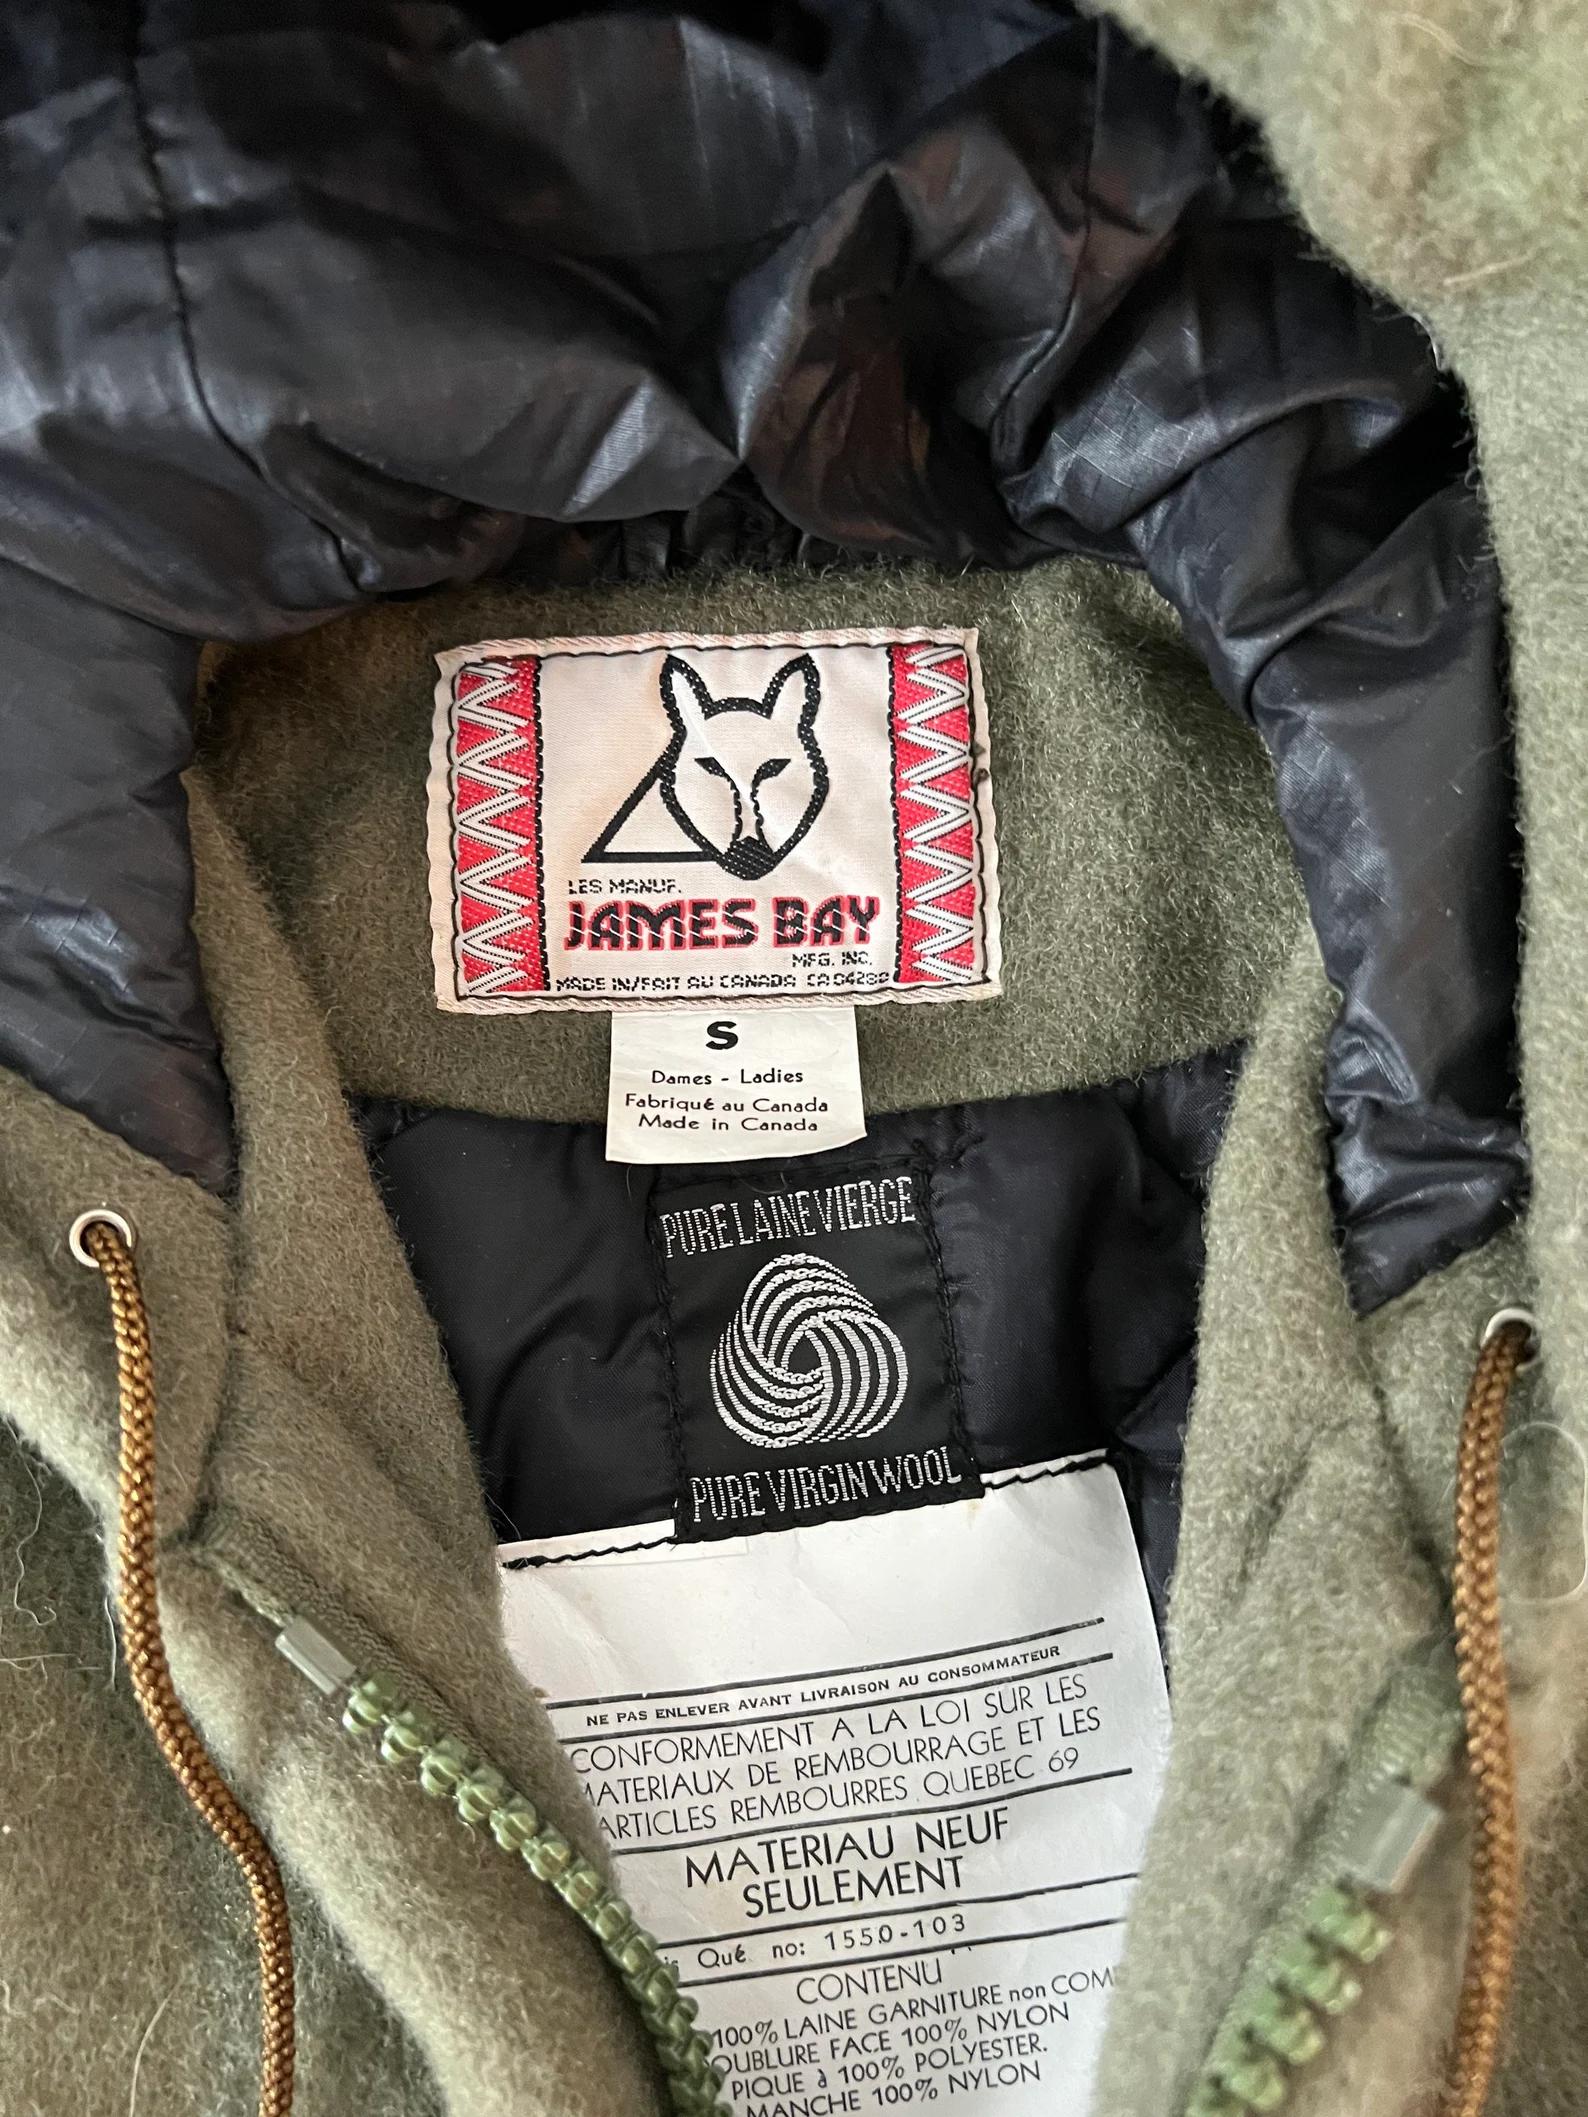 LES MANUF.
JAMES BAY
MFG. INC.
MADE IN/FAIT AU CANADA CA 04288
S
Dames - Ladies
Fabriqué au Canada
Made in Canada
PURE LAINE VIERGE
PURE VIRGIN WOOL
NE PAS ENLEVER AVANT LIVRAISON AU CONSOMMATEUR
CONFORMEMENT A LA LOI SUR LES
MATERIAUX DE REMBOURRAGE ET LES
ARTICLES REMBOURRES QUEBEC 69
MATERIAU NEUF
SEULEMENT
Qué. no: 1550-103
CONTENU
100% LAINE GARNITURE non COM
OUBLURE FACE 100% NYLON
PIQUE à 100% POLYESTER.
MANCHE 100% NYLON